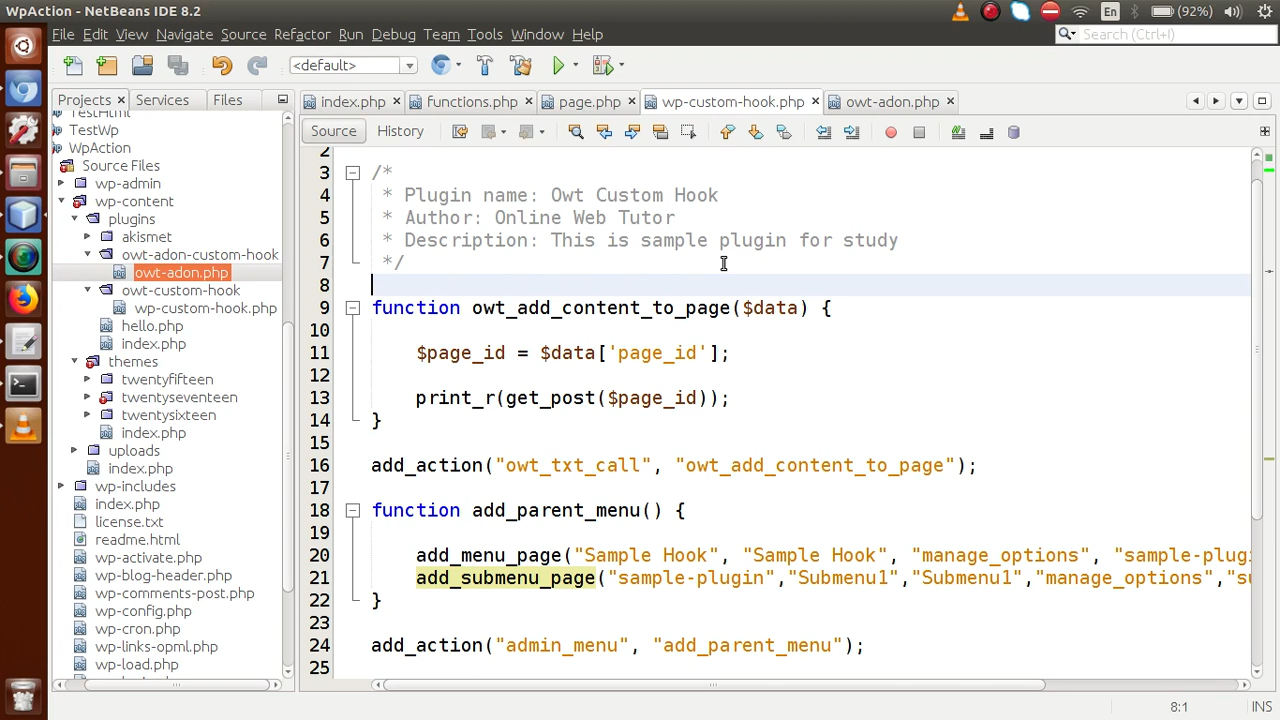 WpAction - NetBeans IDE 8.2
En
(92%)
File Edit View Navigate Source Refactor Run Debug Team Tools Window Help
Search (Ctrl+I)
<default>
Projects Services Files
index.php functions.php page.php wp-custom-hook.php owt-adon.php
Source History
TestHtml
TestWp
WpAction
Source Files
wp-admin
wp-content
plugins
akismet
owt-adon-custom-hook
owt-adon.php
owt-custom-hook
wp-custom-hook.php
hello.php
index.php
themes
twentyfifteen
twentyseventeen
twentysixteen
index.php
uploads
index.php
wp-includes
index.php
license.txt
readme.html
wp-activate.php
wp-blog-header.php
wp-comments-post.php
wp-config.php
wp-cron.php
wp-links-opml.php
wp-load.php
2
3 /*
4 * Plugin name: Owt Custom Hook
5 * Author: Online Web Tutor
6 * Description: This is sample plugin for study
7 */
8
9 function owt_add_content_to_page($data) {
10
11 $page_id = $data['page_id'];
12
13 print_r(get_post($page_id));
14 }
15
16 add_action("owt_txt_call", "owt_add_content_to_page");
17
18 function add_parent_menu() {
19
20 add_menu_page("Sample Hook", "Sample Hook", "manage_options", "sample-plugi
21 add_submenu_page("sample-plugin","Submenu1","Submenu1","manage_options","su
22 }
23
24 add_action("admin_menu", "add_parent_menu");
25
8:1 INS